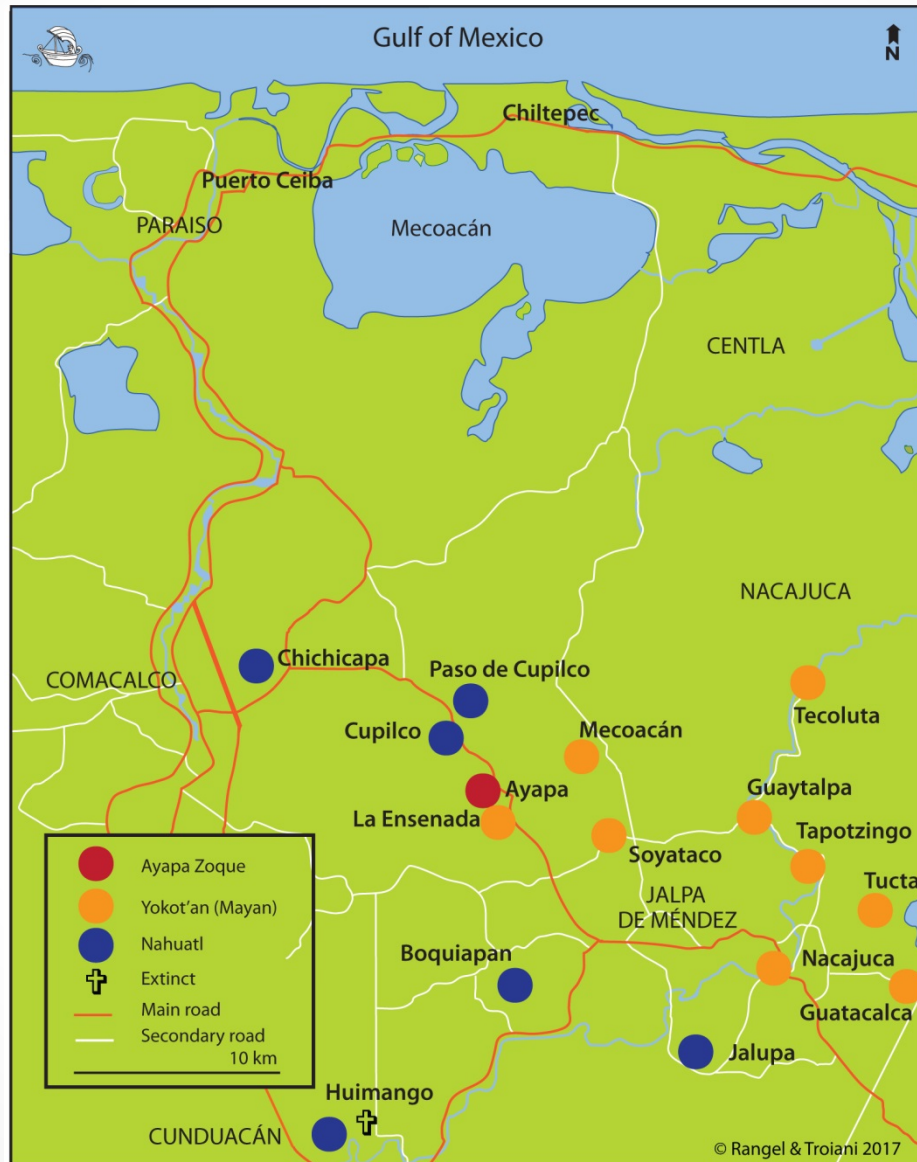 Gulf of Mexico
N
Chiltepec
Puerto Ceiba
PARAISO
Mecoacán
CENTLA
NACAJUCA
Chichicapa
Paso de Cupilco
COMACALCO
Tecoluta
Cupilco
Mecoacán
Ayapa
Guaytalpa
La Ensenada
Tapotzingo
Soyataco
Tucta
JALPA
DE MÉNDEZ
Boquiapan
Nacajuca
Guatacalca
Jalupa
Ayapa Zoque
Yokot'an (Mayan)
Nahuatl
Extinct
Main road
Secondary road
10 km
Huimango
CUNDUACÁN
© Rangel & Troiani 2017